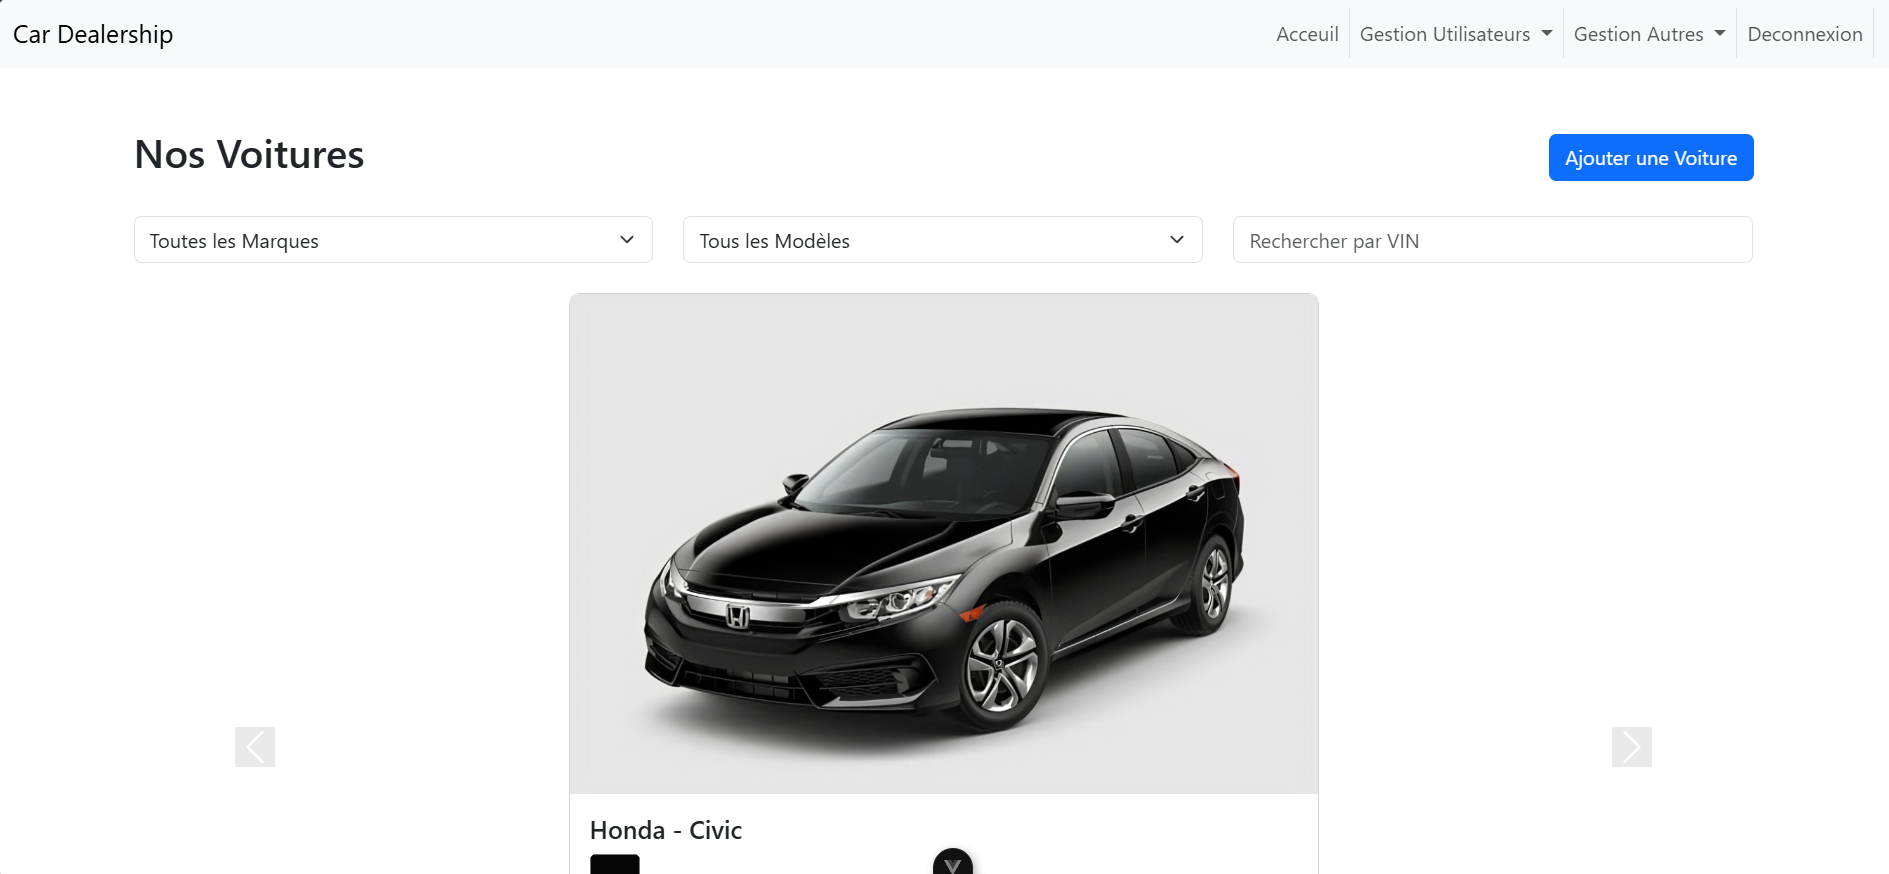 Car Dealership
Acceuil
Gestion Utilisateurs
Gestion Autres
Deconnexion
Nos Voitures
Ajouter une Voiture
Toutes les Marques
Tous les Modèles
Rechercher par VIN
Honda - Civic